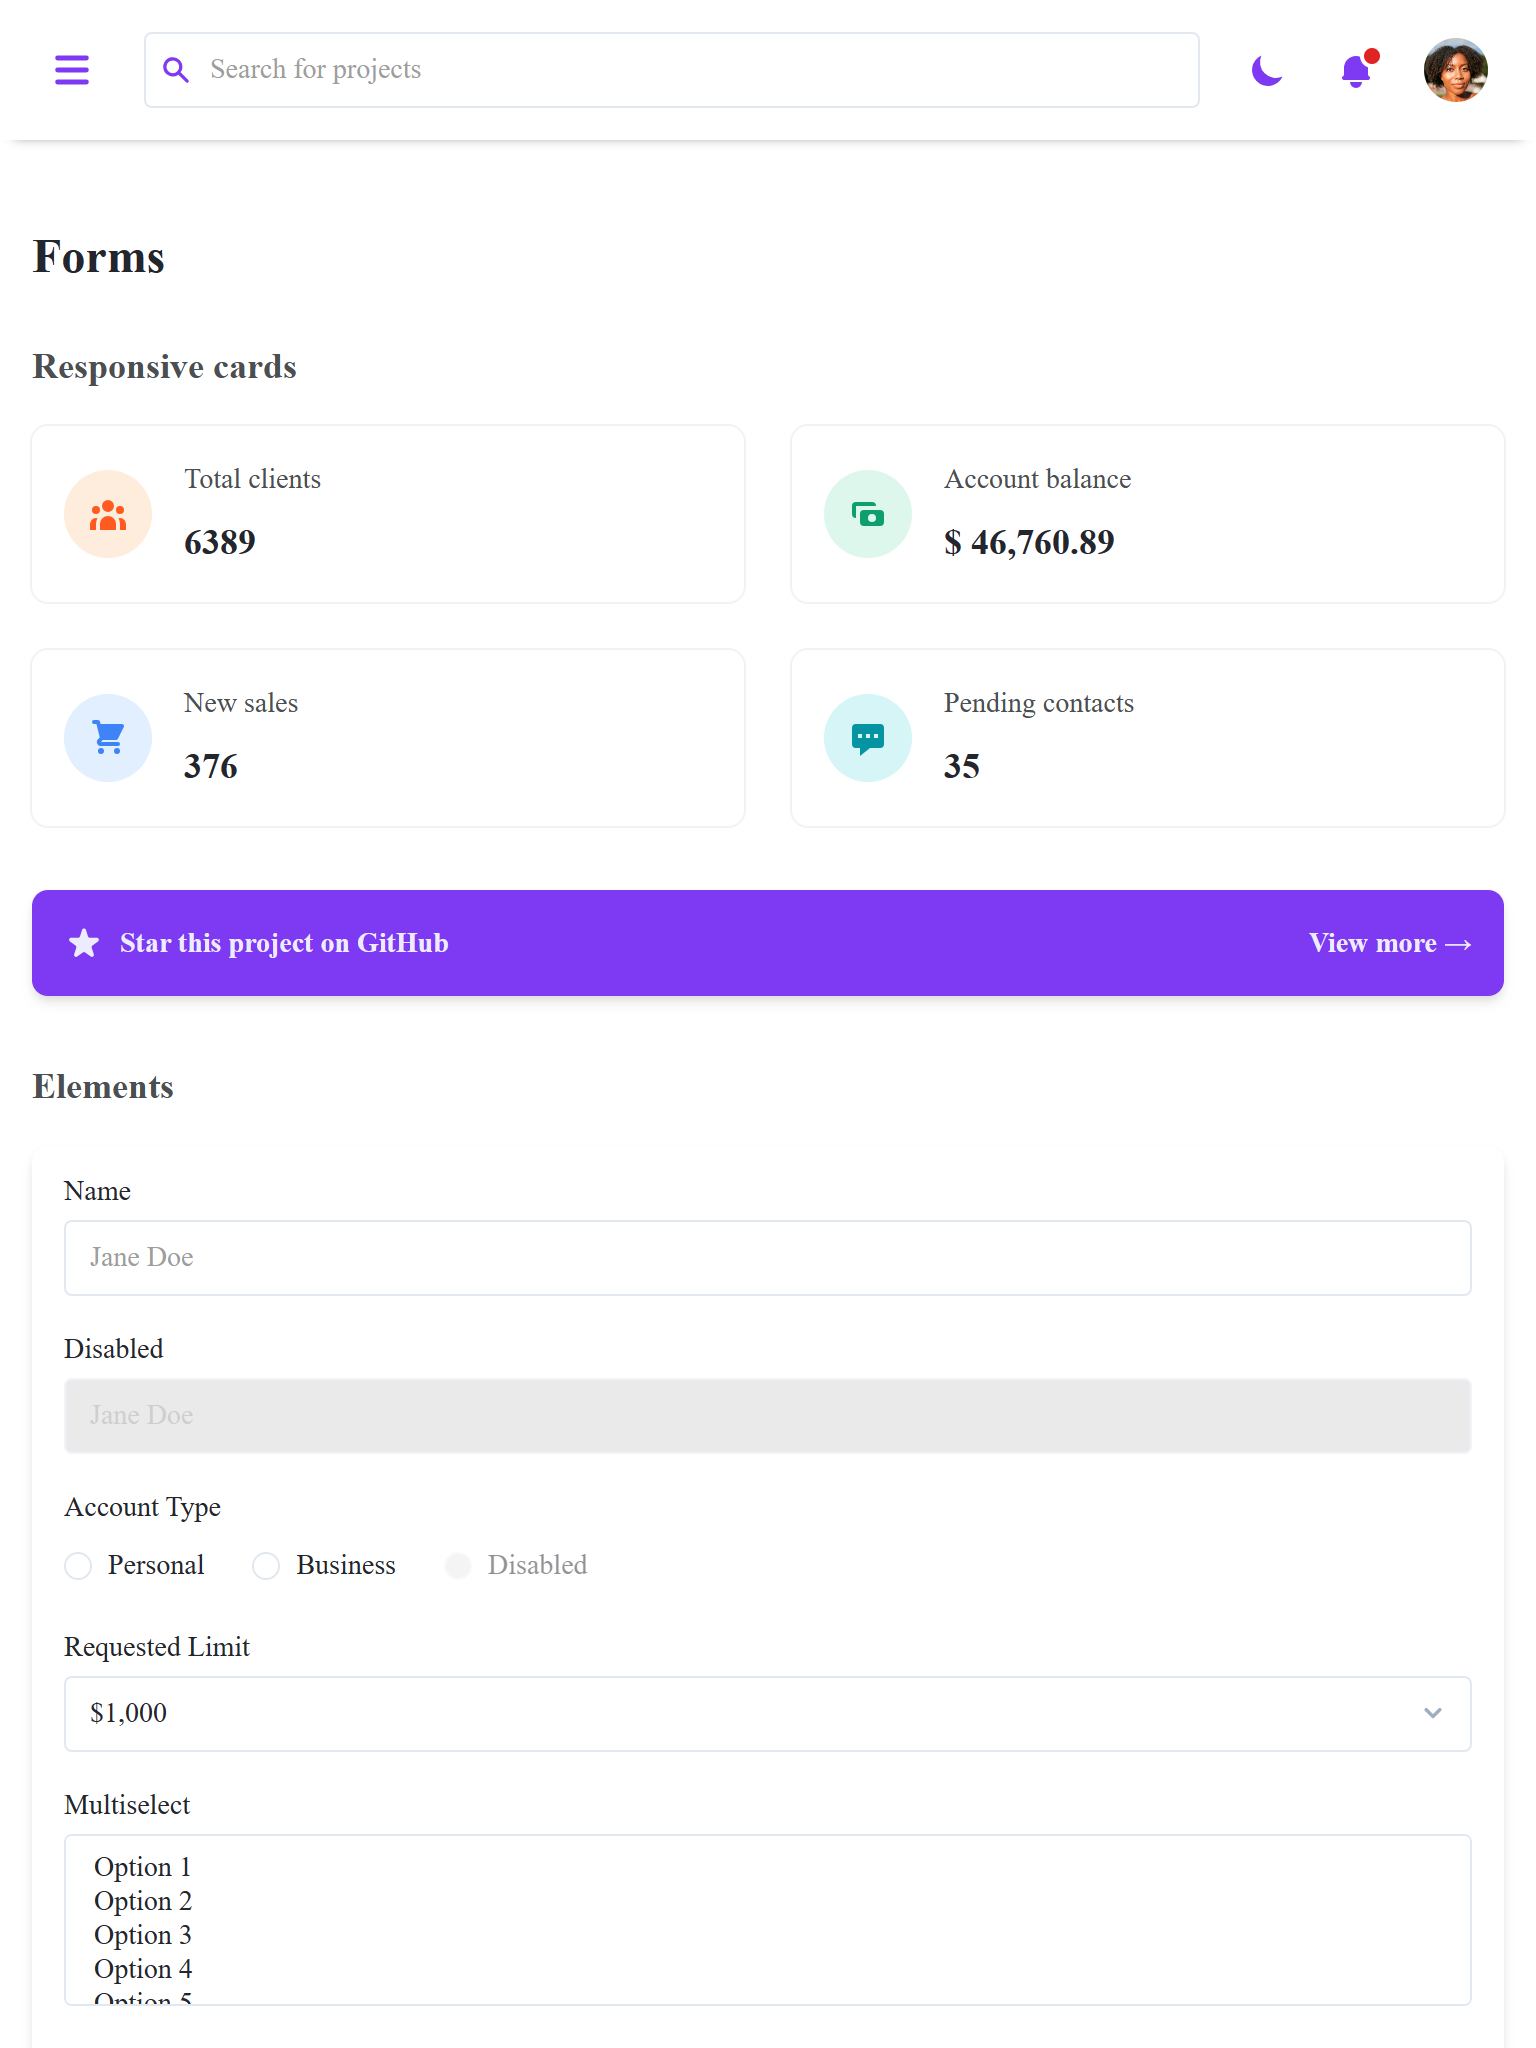 Search for projects
Forms
Responsive cards
Total clients
6389
Account balance
$ 46,760.89
New sales
376
Pending contacts
35
Star this project on GitHub
View more →
Elements
Name
Jane Doe
Disabled
Jane Doe
Account Type
Personal
Business
Disabled
Requested Limit
$1,000
Multiselect
Option 1
Option 2
Option 3
Option 4
Option 5